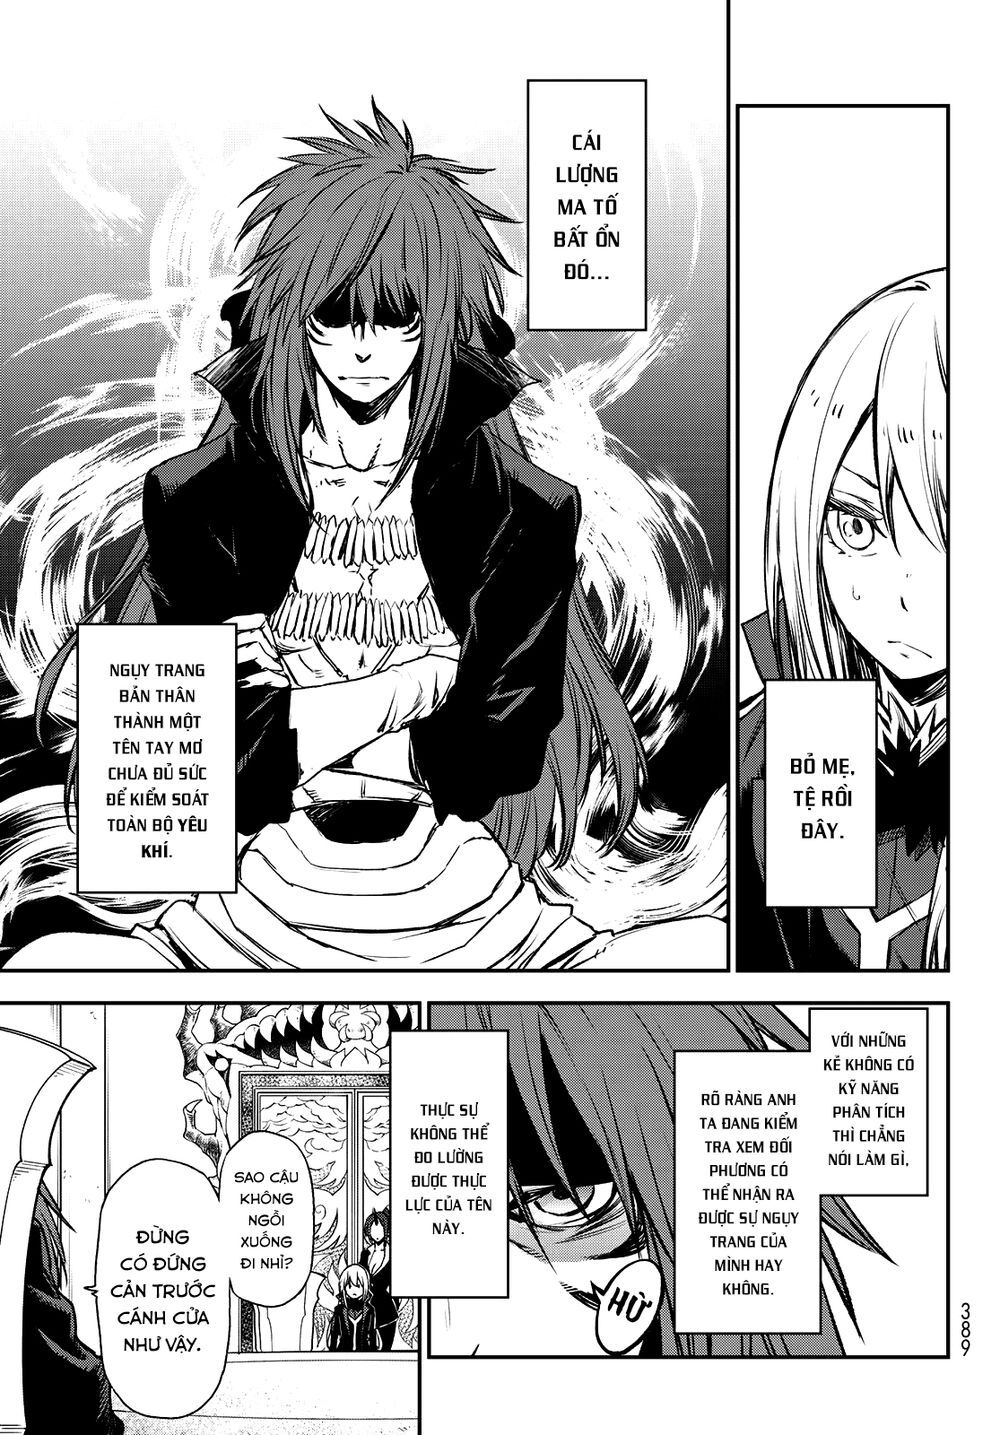 BỎ MẸ,
TỆ RỒI
ĐÂY.
CÁI
LƯỢNG
MA TỐ
BẤT ỔN
ĐÓ...
NGỤY TRANG
BẢN THÂN
THÀNH MỘT
TÊN TAY MƠ
CHƯA ĐỦ SỨC
ĐỂ KIỂM SOÁT
TOÀN BỘ YÊU
KHÍ.
VỚI NHỮNG
KẺ KHÔNG CÓ
KỸ NĂNG
PHÂN TÍCH
THÌ CHẲNG
NÓI LÀM GÌ,
RÕ RÀNG ANH
TA ĐANG KIỂM
TRA XEM ĐỐI
PHƯƠNG CÓ
THỂ NHẬN RA
ĐƯỢC SỰ NGỤY
TRANG CỦA
MÌNH HAY
KHÔNG.
HỪ
THỰC SỰ
KHÔNG THỂ
ĐO LƯỜNG
ĐƯỢC THỰC
LỰC CỦA TÊN
NÀY.
SAO CẬU
KHÔNG
NGỒI
XUỐNG
ĐI NHỈ?
ĐỪNG
CÓ ĐỨNG
CẢN TRƯỚC
CÁNH CỬA
NHƯ VẬY.
389